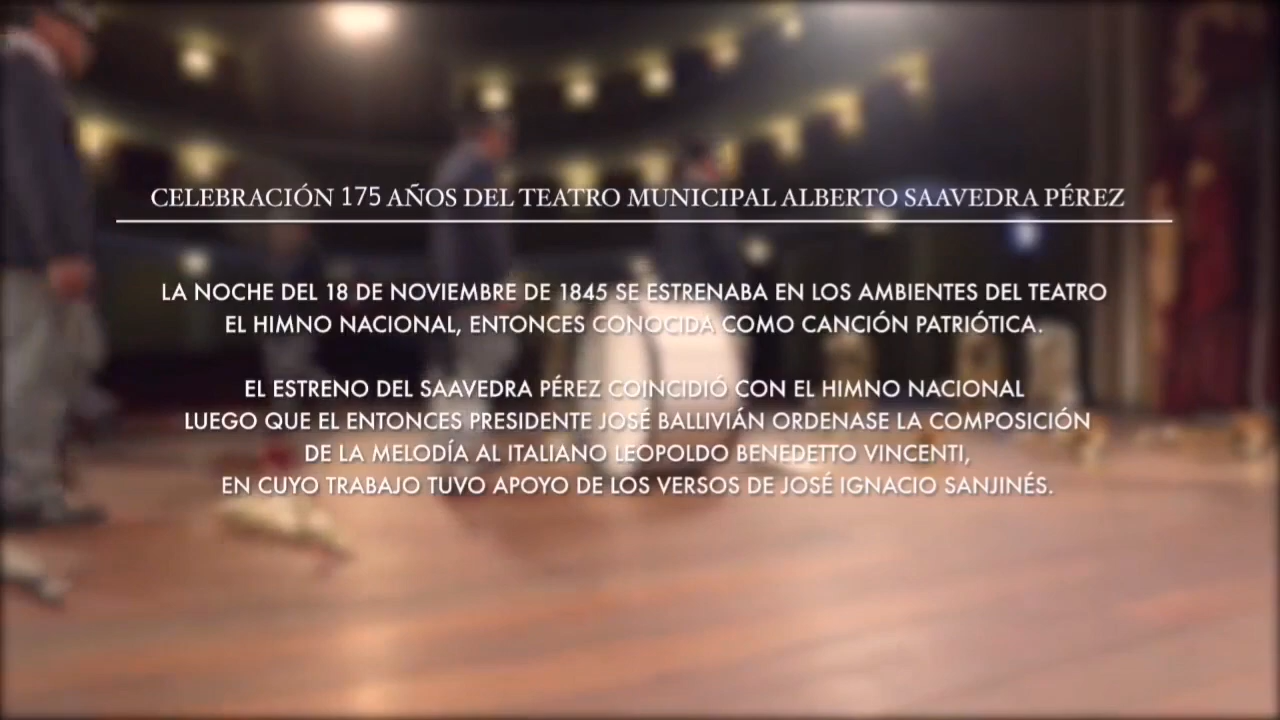 CELEBRACIÓN 175 AÑOS DEL TEATRO MUNICIPAL ALBERTO SAAVEDRA PÉREZ
LA NOCHE DEL 18 DE NOVIEMBRE DE 1845 SE ESTRENABA EN LOS AMBIENTES DEL TEATRO
EL HIMNO NACIONAL, ENTONCES CONOCIDA COMO CANCIÓN PATRIÓTICA.
EL ESTRENO DEL SAAVEDRA PÉREZ COINCIDIÓ CON EL HIMNO NACIONAL
LUEGO QUE EL ENTONCES PRESIDENTE JOSÉ BALLIVIÁN ORDENASE LA COMPOSICIÓN
DE LA MELODÍA AL ITALIANO LEOPOLDO BENEDETTO VINCENTI,
EN CUYO TRABAJO TUVO APOYO DE LOS VERSOS DE JOSÉ IGNACIO SANJINÉS.